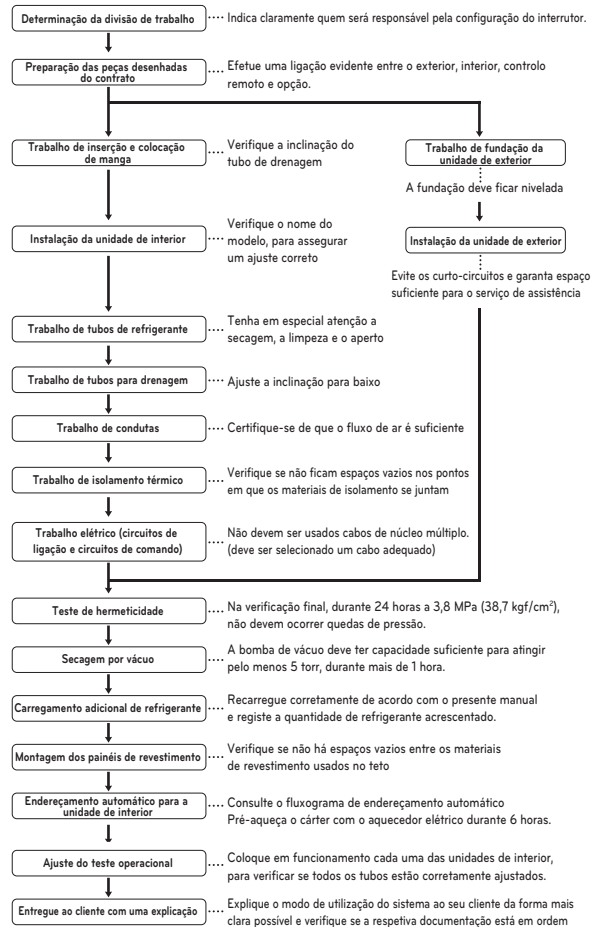 Determinação da divisão de trabalho
Indica claramente quem será responsável pela configuração do interrutor.
Preparação das peças desenhadas
do contrato
Efetue uma ligação evidente entre o exterior, interior, controlo
remoto e opção.
Trabalho de inserção e colocação
de manga
Verifique a inclinação do
tubo de drenagem
Trabalho de fundação da
unidade de exterior
A fundação deve ficar nivelada
Instalação da unidade de interior
Verifique o nome do
modelo, para assegurar
um ajuste correto
Instalação da unidade de exterior
Evite os curto-circuitos e garanta espaço
suficiente para o serviço de assistência
Trabalho de tubos de refrigerante
Tenha em especial atenção a
secagem, a limpeza e o aperto
Trabalho de tubos para drenagem
Ajuste a inclinação para baixo
Trabalho de condutas
Certifique-se de que o fluxo de ar é suficiente
Trabalho de isolamento térmico
Verifique se não ficam espaços vazios nos pontos
em que os materiais de isolamento se juntam
Trabalho elétrico (circuitos de
ligação e circuitos de comando)
Não devem ser usados cabos de núcleo múltiplo.
(deve ser selecionado um cabo adequado)
Teste de hermeticidade
Na verificação final, durante 24 horas a 3,8 MPa (38,7 kgf/cm²),
não devem ocorrer quedas de pressão.
Secagem por vácuo
A bomba de vácuo deve ter capacidade suficiente para atingir
pelo menos 5 torr, durante mais de 1 hora.
Carregamento adicional de refrigerante
Recarregue corretamente de acordo com o presente manual
e registe a quantidade de refrigerante acrescentado.
Montagem dos painéis de revestimento
Verifique se não há espaços vazios entre os materiais
de revestimento usados no teto
Endereçamento automático para a
unidade de interior
Consulte o fluxograma de endereçamento automático
Pré-aqueça o cárter com o aquecedor elétrico durante 6 horas.
Ajuste do teste operacional
Coloque em funcionamento cada uma das unidades de interior,
para verificar se todos os tubos estão corretamente ajustados.
Entregue ao cliente com uma explicação
Explique o modo de utilização do sistema ao seu cliente da forma mais
clara possível e verifique se a respetiva documentação está em ordem